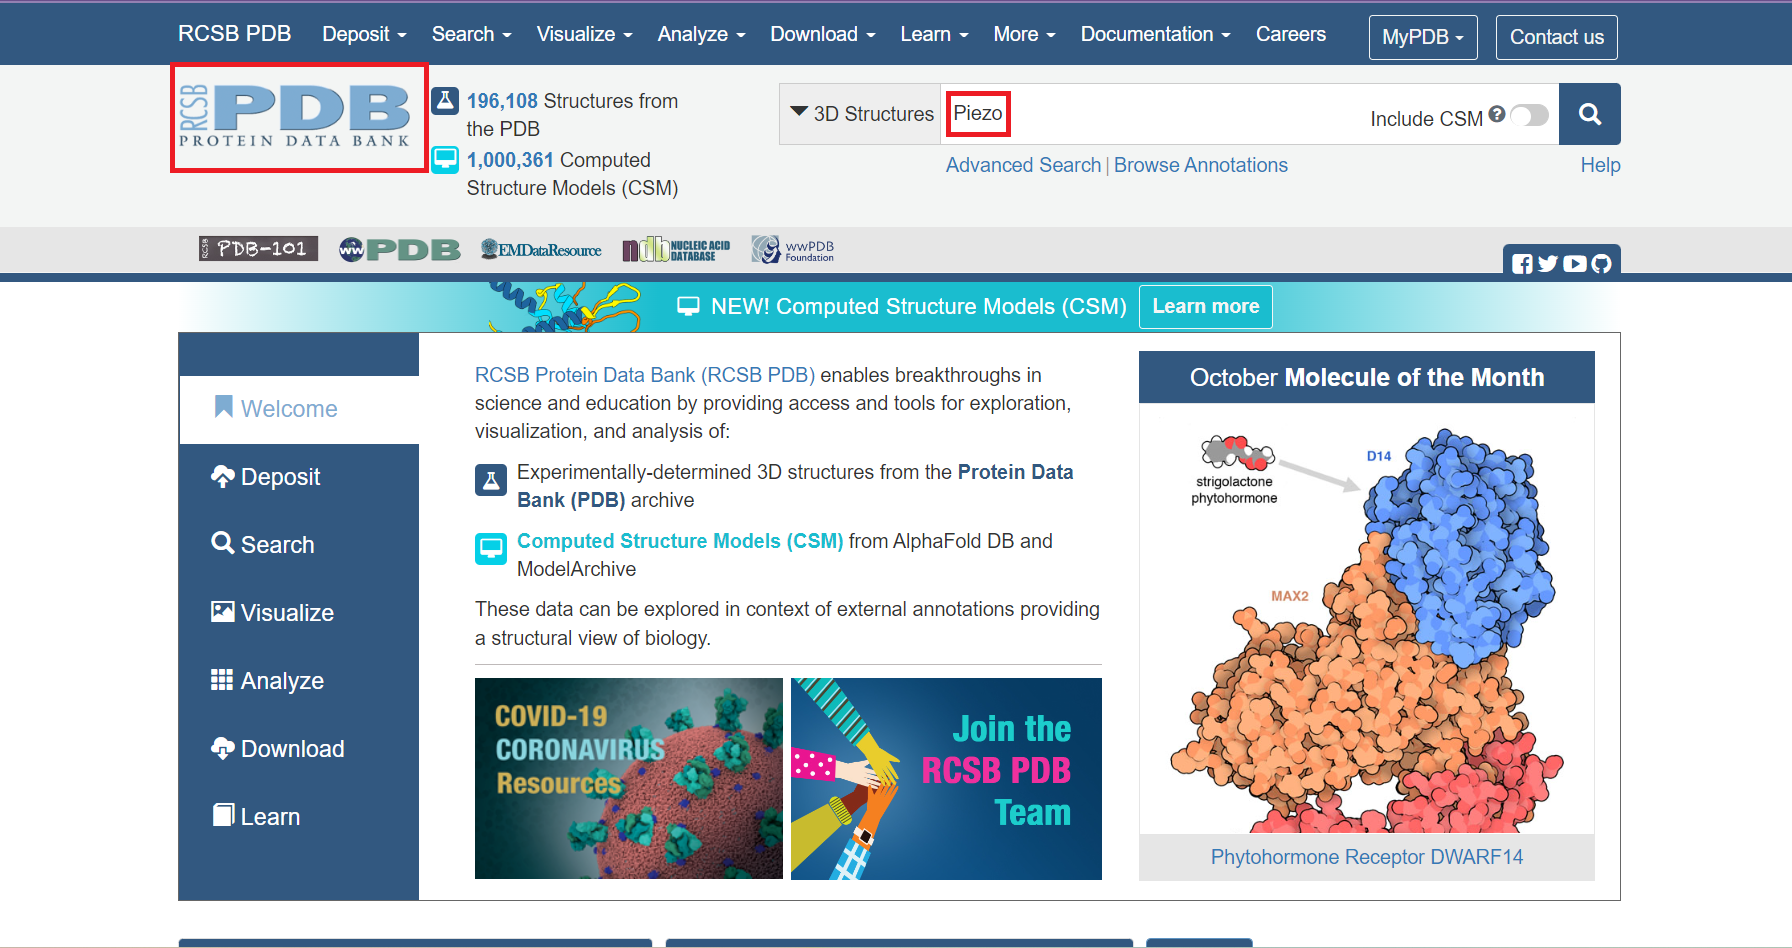 RCSB PDB Deposit Search Visualize Analyze Download Learn More Documentation Careers MyPDB Contact us
RCSB PDB
PROTEIN DATA BANK
196,108 Structures from
the PDB
1,000,361 Computed
Structure Models (CSM)
3D Structures Piezo Include CSM ?
Advanced Search | Browse Annotations Help
RCSB PDB-101 wwPDB EMDataResource ndb NUCLEIC ACID DATABASE wwPDB Foundation
NEW! Computed Structure Models (CSM) Learn more
Welcome
Deposit
Search
Visualize
Analyze
Download
Learn
RCSB Protein Data Bank (RCSB PDB) enables breakthroughs in
science and education by providing access and tools for exploration,
visualization, and analysis of:
Experimentally-determined 3D structures from the Protein Data
Bank (PDB) archive
Computed Structure Models (CSM) from AlphaFold DB and
ModelArchive
These data can be explored in context of external annotations providing
a structural view of biology.
COVID-19
CORONAVIRUS
Resources
Join the
RCSB PDB
Team
October Molecule of the Month
D14
strigolactone
phytohormone
MAX2
Phytohormone Receptor DWARF14